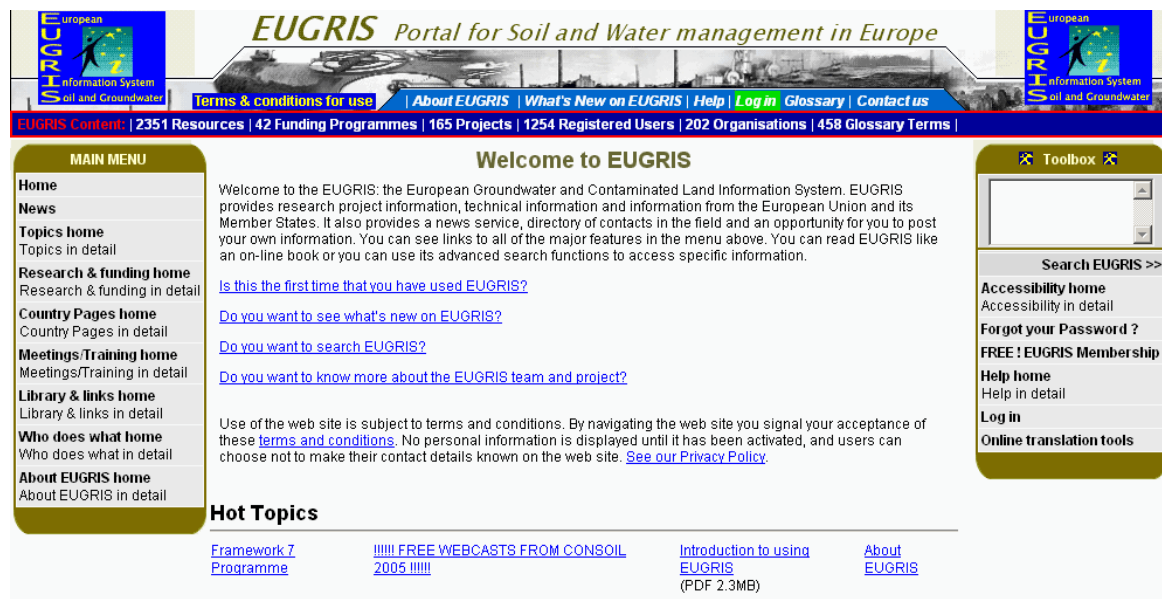 European
EUGRIS
Information System
Soil and Groundwater
EUGRIS Portal for Soil and Water management in Europe
European
EUGRIS
Information System
Soil and Groundwater
Terms & conditions for use | About EUGRIS | What's New on EUGRIS | Help | Log in Glossary | Contact us
EUGRIS Content: | 2351 Resources | 42 Funding Programmes | 165 Projects | 1254 Registered Users | 202 Organisations | 458 Glossary Terms |
MAIN MENU
Home
News
Topics home
Topics in detail
Research & funding home
Research & funding in detail
Country Pages home
Country Pages in detail
Meetings/Training home
Meetings/Training in detail
Library & links home
Library & links in detail
Who does what home
Who does what in detail
About EUGRIS home
About EUGRIS in detail
Welcome to EUGRIS
Welcome to the EUGRIS: the European Groundwater and Contaminated Land Information System. EUGRIS
provides research project information, technical information and information from the European Union and its
Member States. It also provides a news service, directory of contacts in the field and an opportunity for you to post
your own information. You can see links to all of the major features in the menu above. You can read EUGRIS like
an on-line book or you can use its advanced search functions to access specific information.
Is this the first time that you have used EUGRIS?
Do you want to see what's new on EUGRIS?
Do you want to search EUGRIS?
Do you want to know more about the EUGRIS team and project?
Use of the web site is subject to terms and conditions. By navigating the web site you signal your acceptance of
these terms and conditions. No personal information is displayed until it has been activated, and users can
choose not to make their contact details known on the web site. See our Privacy Policy.
Hot Topics
Framework 7
Programme
!!!!!! FREE WEBCASTS FROM CONSOIL
2005 !!!!!!
Introduction to using
EUGRIS
(PDF 2.3MB)
About
EUGRIS
Toolbox
Search EUGRIS >>
Accessibility home
Accessibility in detail
Forgot your Password ?
FREE ! EUGRIS Membership
Help home
Help in detail
Log in
Online translation tools